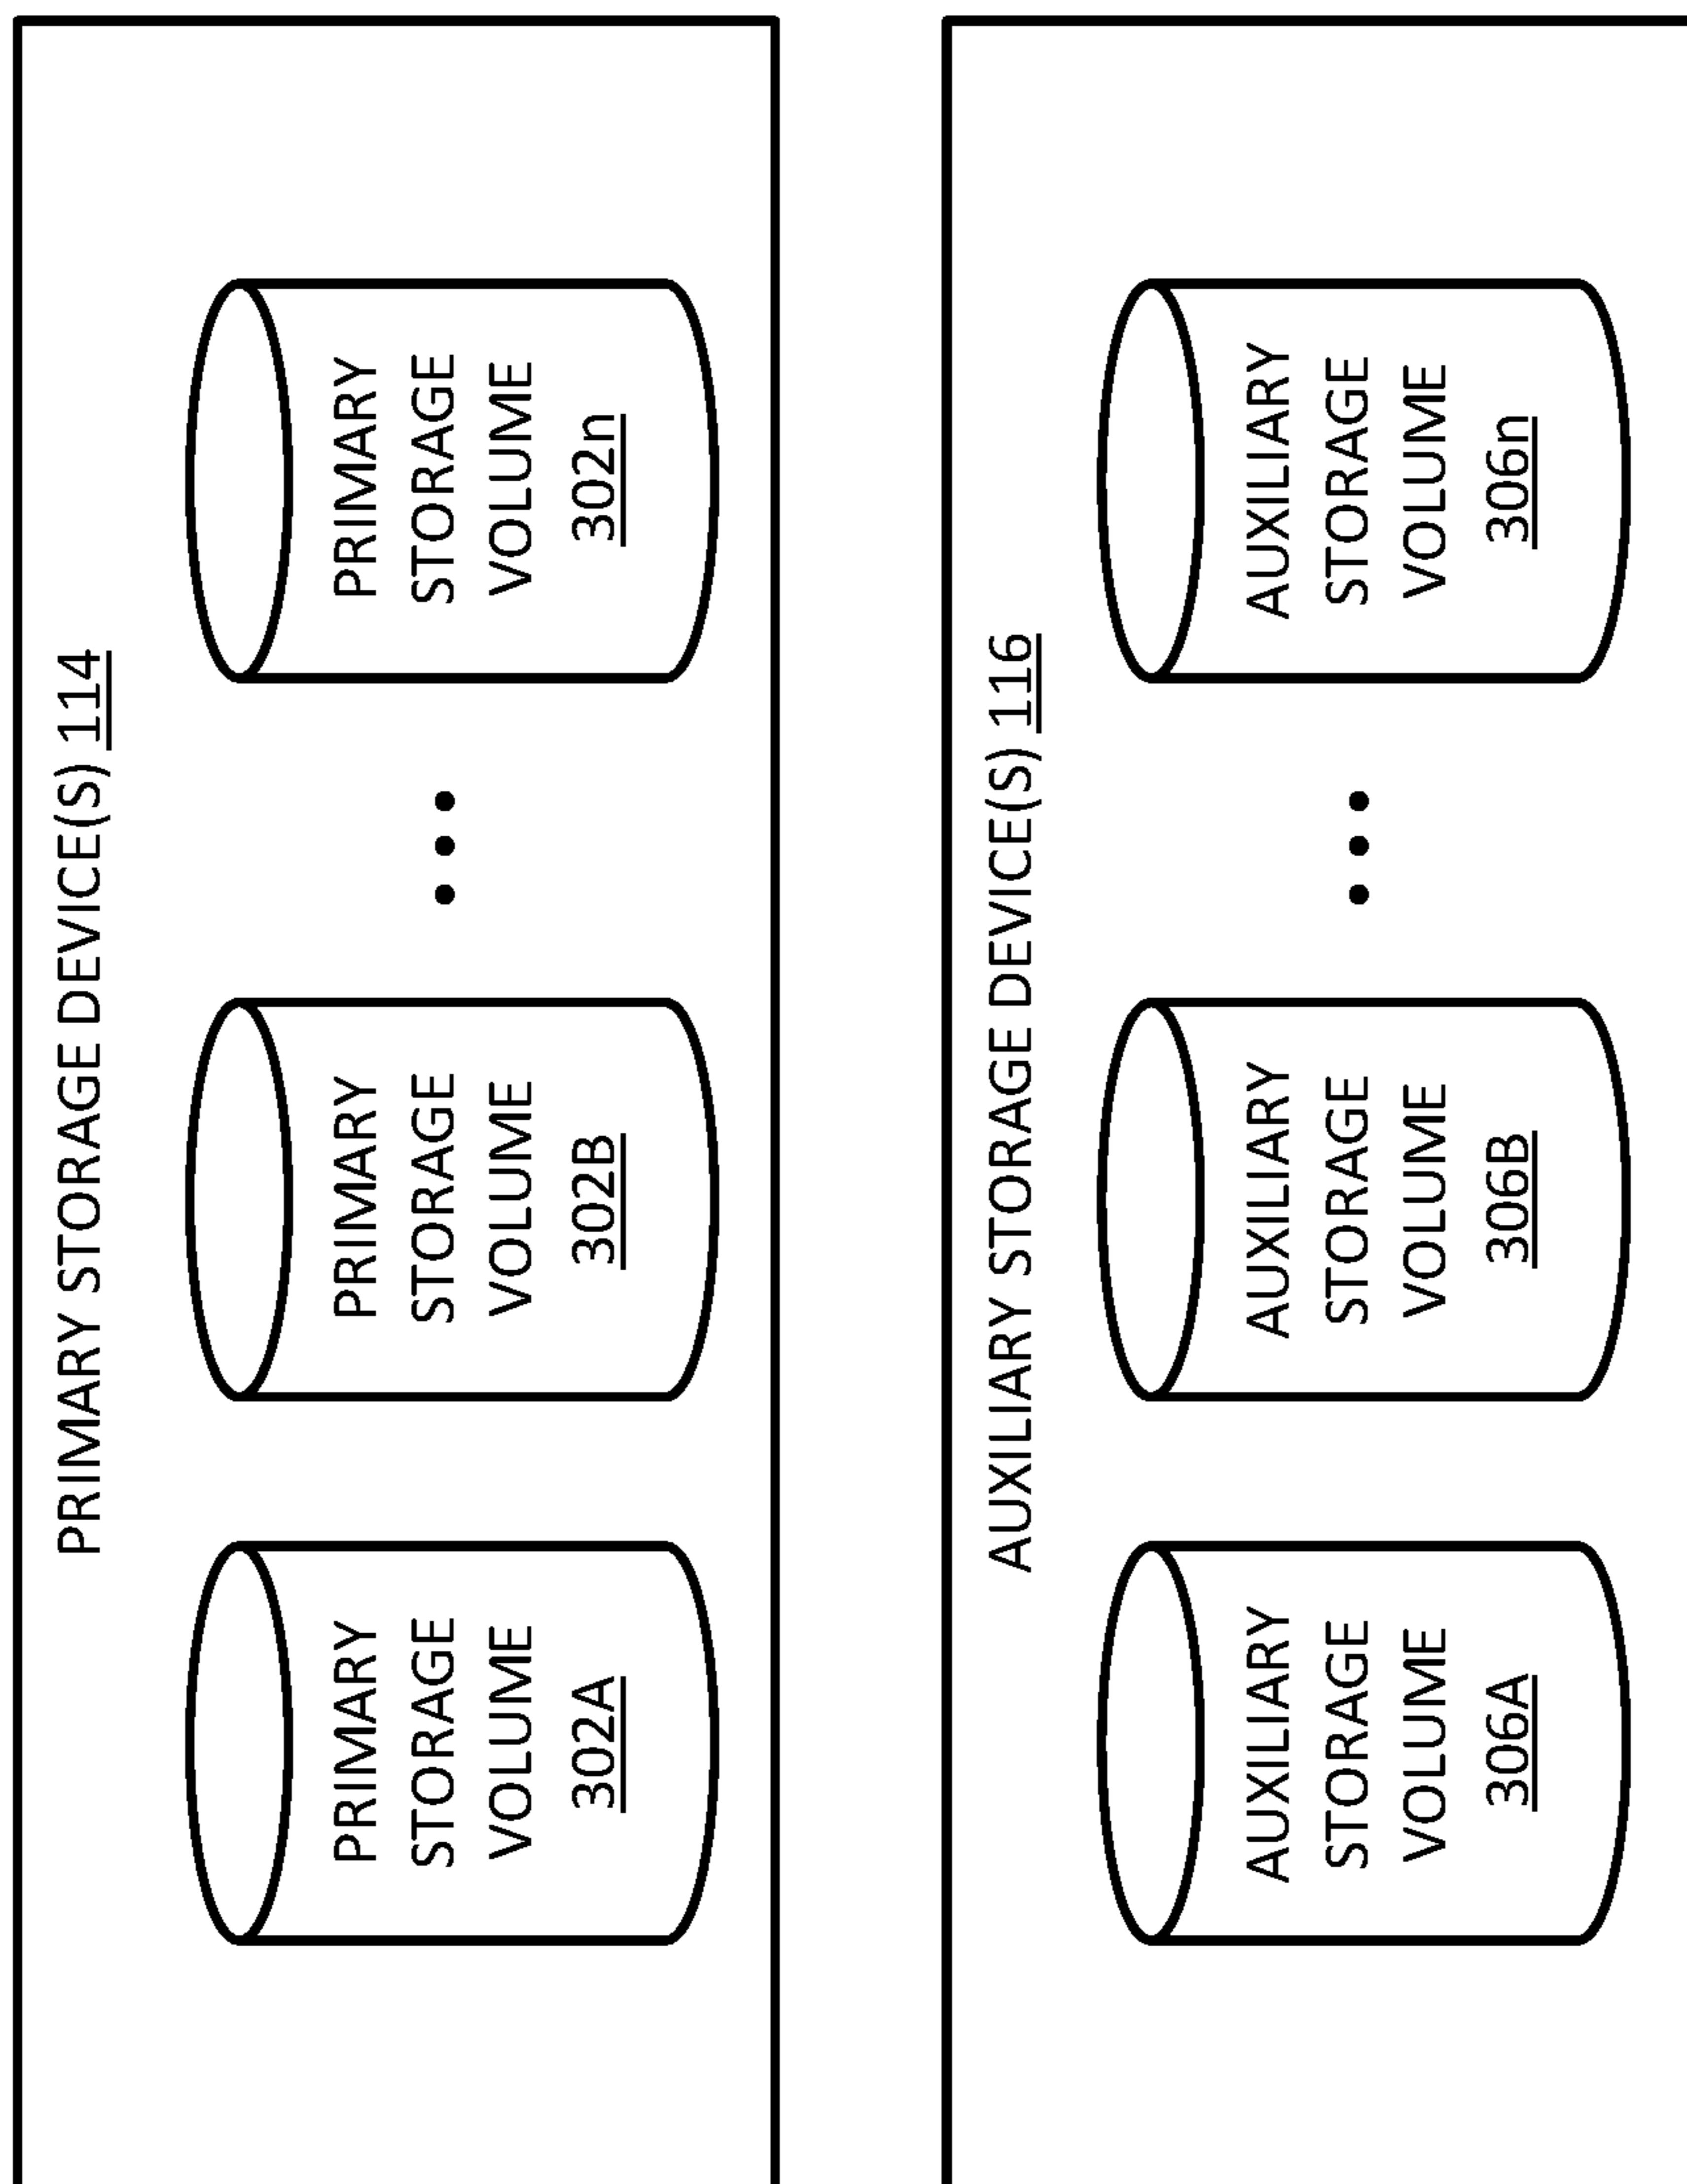 PRIMARY STORAGE DEVICE(S) 114
PRIMARY
STORAGE
VOLUME
302A
PRIMARY
STORAGE
VOLUME
302B
PRIMARY
STORAGE
VOLUME
302n
AUXILIARY STORAGE DEVICE(S) 116
AUXILIARY
STORAGE
VOLUME
306A
AUXILIARY
STORAGE
VOLUME
306B
AUXILIARY
STORAGE
VOLUME
306n